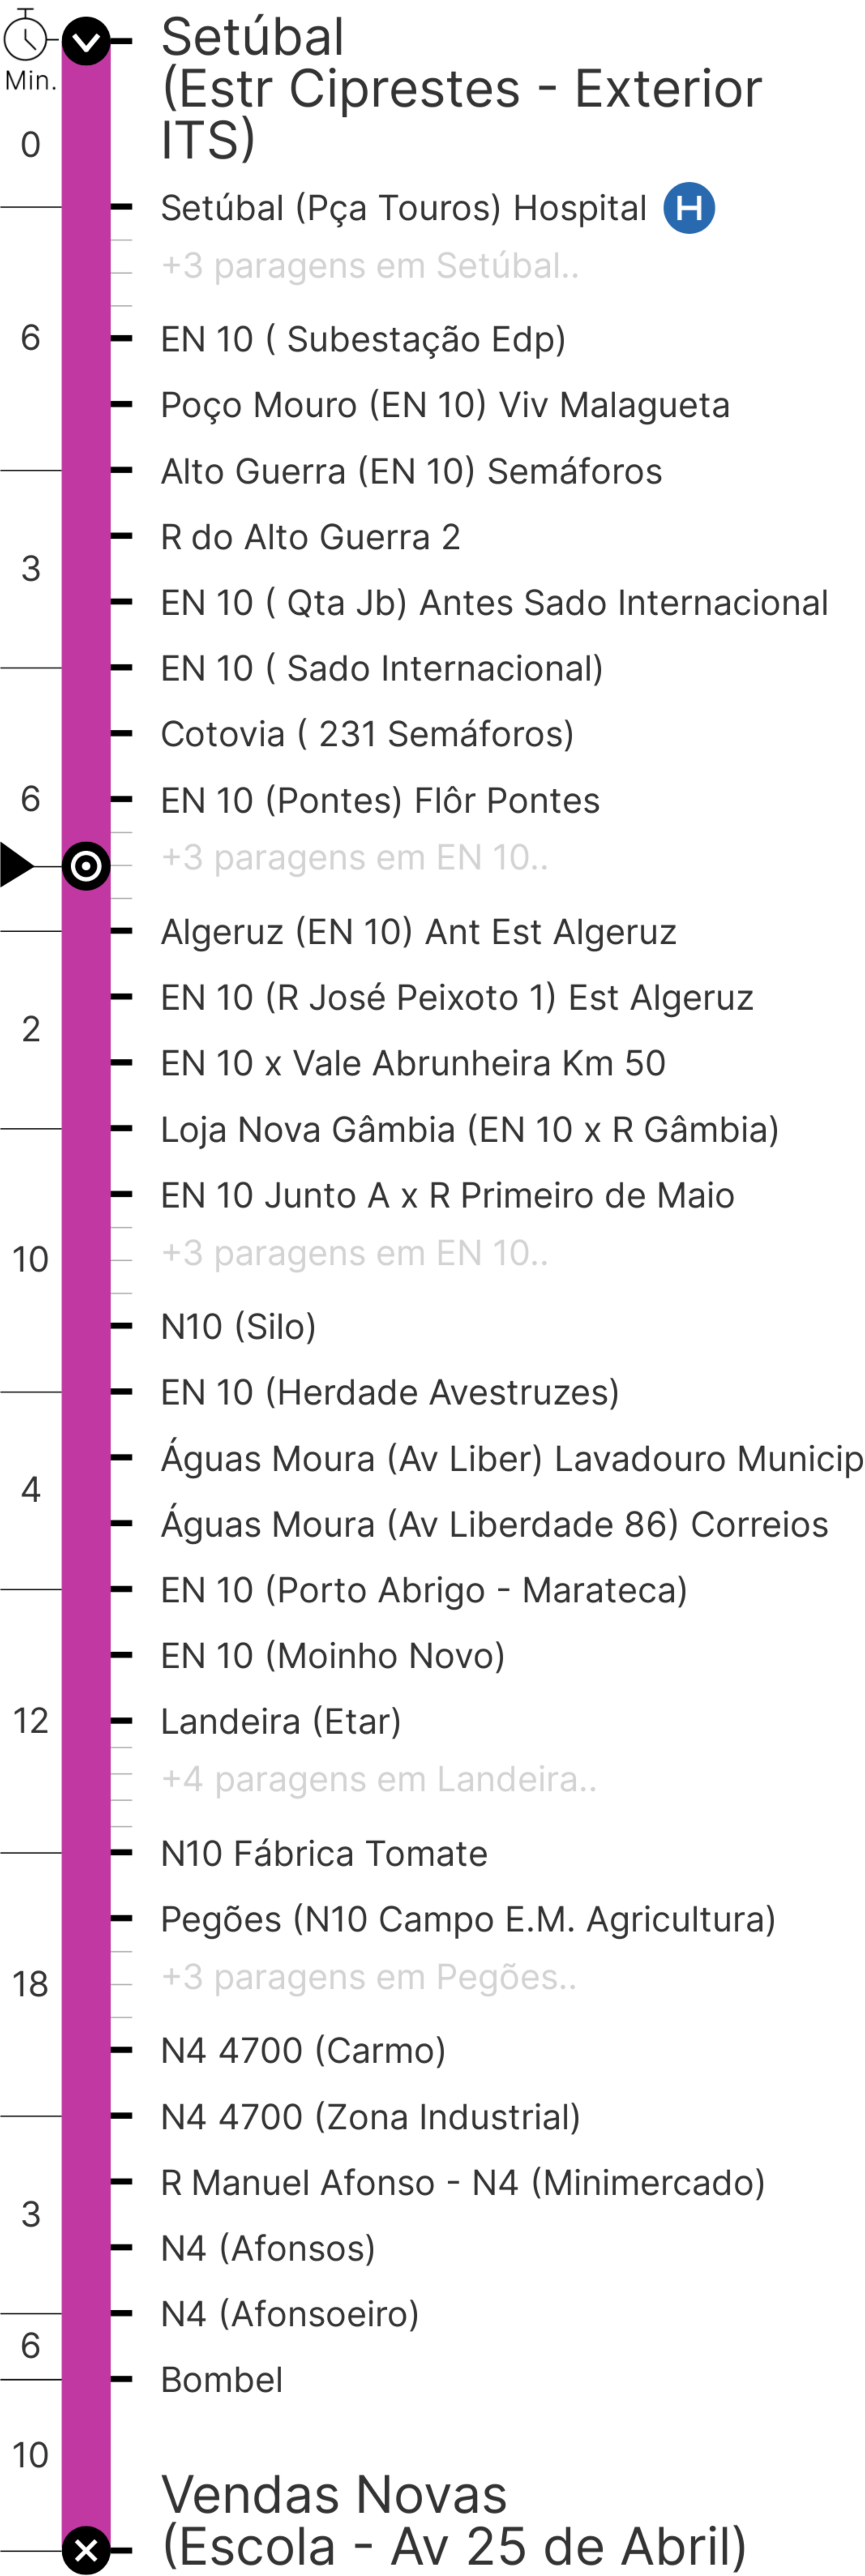 Setúbal
(Estr Ciprestes - Exterior
ITS)
Min.
0
Setúbal (Pça Touros) Hospital H
+3 paragens em Setúbal..
6
EN 10 ( Subestação Edp)
Poço Mouro (EN 10) Viv Malagueta
Alto Guerra (EN 10) Semáforos
R do Alto Guerra 2
3
EN 10 ( Qta Jb) Antes Sado Internacional
EN 10 ( Sado Internacional)
Cotovia ( 231 Semáforos)
6
EN 10 (Pontes) Flôr Pontes
+3 paragens em EN 10..
Algeruz (EN 10) Ant Est Algeruz
EN 10 (R José Peixoto 1) Est Algeruz
2
EN 10 x Vale Abrunheira Km 50
Loja Nova Gâmbia (EN 10 x R Gâmbia)
EN 10 Junto A x R Primeiro de Maio
10
+3 paragens em EN 10..
N10 (Silo)
EN 10 (Herdade Avestruzes)
Águas Moura (Av Liber) Lavadouro Municip
4
Águas Moura (Av Liberdade 86) Correios
EN 10 (Porto Abrigo - Marateca)
EN 10 (Moinho Novo)
12
Landeira (Etar)
+4 paragens em Landeira..
N10 Fábrica Tomate
Pegões (N10 Campo E.M. Agricultura)
18
+3 paragens em Pegões..
N4 4700 (Carmo)
N4 4700 (Zona Industrial)
R Manuel Afonso - N4 (Minimercado)
3
N4 (Afonsos)
N4 (Afonsoeiro)
6
Bombel
10
Vendas Novas
(Escola - Av 25 de Abril)